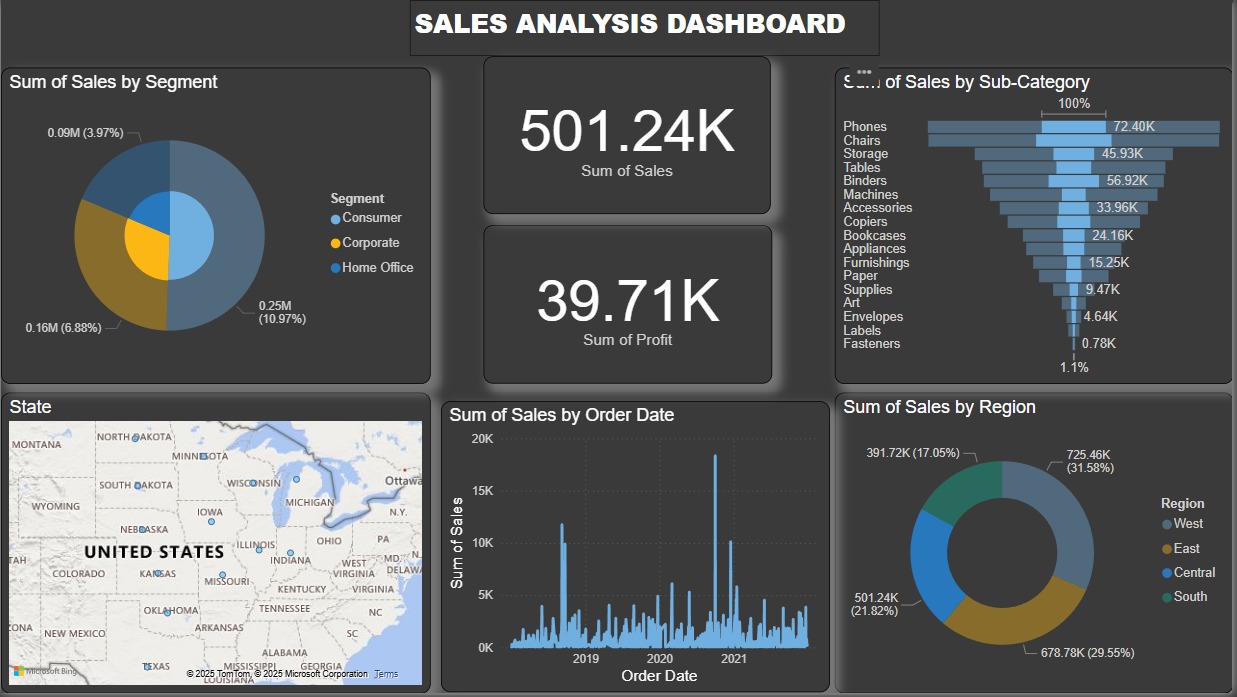 SALES ANALYSIS DASHBOARD
Sum of Sales by Segment
0.09M (3.97%)
0.25M
(10.97%)
0.16M (6.88%)
Segment
Consumer
Corporate
Home Office
501.24K
Sum of Sales
39.71K
Sum of Profit
of Sales by Sub-Category
100%
Phones 72.40K
Chairs
Storage 45.93K
Tables
Binders 56.92K
Machines
Accessories 33.96K
Copiers
Bookcases 24.16K
Appliances
Furnishings 15.25K
Paper
Supplies 9.47K
Art
Envelopes 4.64K
Labels
Fasteners 0.78K
1.1%
State
MONTANA
NORTH DAKOTA
MINNESOTA
SOUTH DAKOTA
WISCONSIN
Ottawa
MICHIGAN
WYOMING
IOWA
N.Y.
NEBRASKA
OHIO
PA
ILLINOIS
UNITED STATES
INDIANA
MD.
N.
TAH
COLORADO
KANSAS
MISSOURI
WEST
VIRGINIA
DELAW
KENTUCKY
VIRGINIA
OKLAHOMA
TENNESSEE
NC
ZONA
NEW MEXICO
ARKANSAS
SC
ALABAMA
TEXAS
MISSISSIPPI
GEORGIA
LOUISIANA
Microsoft Bing
© 2025 TomTom, © 2025 Microsoft Corporation Terms
Sum of Sales by Order Date
20K
15K
10K
5K
0K
Sum of Sales
2019 2020 2021
Order Date
Sum of Sales by Region
391.72K (17.05%)
725.46K
(31.58%)
501.24K
(21.82%)
678.78K (29.55%)
Region
West
East
Central
South